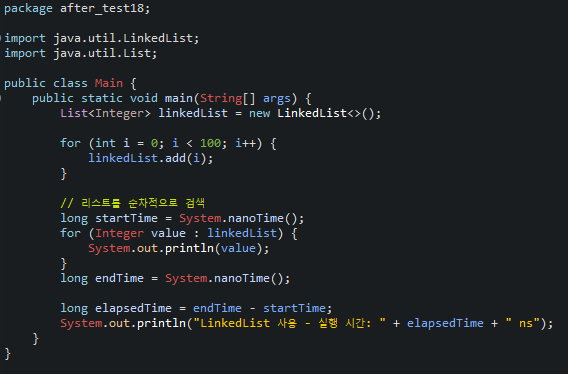 package after_test18;
import java.util.LinkedList;
import java.util.List;
public class Main {
public static void main(String[] args) {
List<Integer> linkedList = new LinkedList<>();
for (int i = 0; i < 100; i++) {
linkedList.add(i);
}
// 리스트를 순차적으로 검색
long startTime = System.nanoTime();
for (Integer value : linkedList) {
System.out.println(value);
}
long endTime = System.nanoTime();
long elapsedTime = endTime - startTime;
System.out.println("LinkedList 사용 - 실행 시간: " + elapsedTime + " ns");
}
}